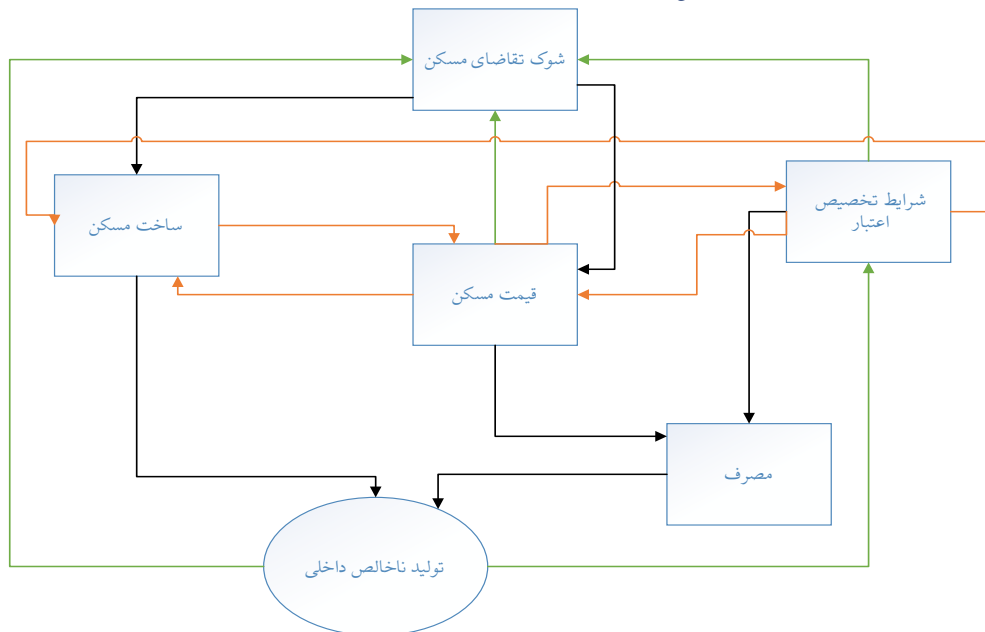 شوک تقاضای مسکن
شرایط تخصیص
اعتبار
ساخت مسکن
قیمت مسکن
مصرف
تولید ناخالص داخلی